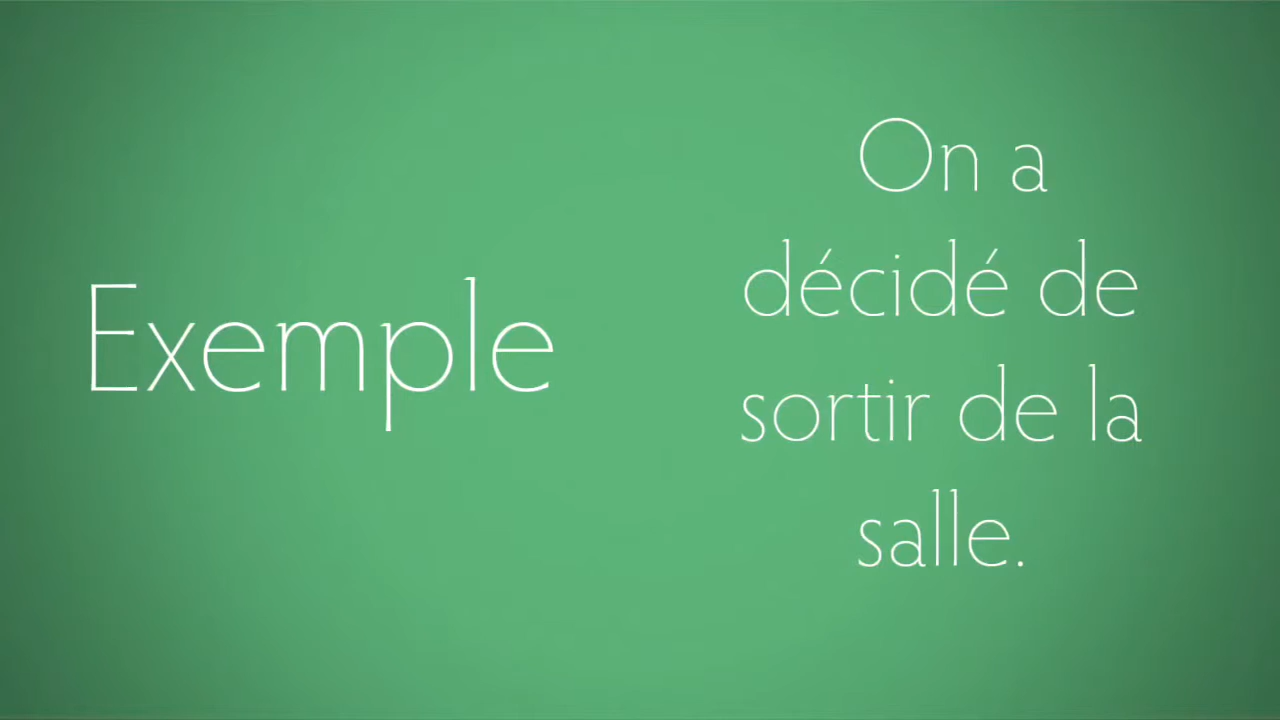 Exemple
On a
décidé de
sortir de la
salle.